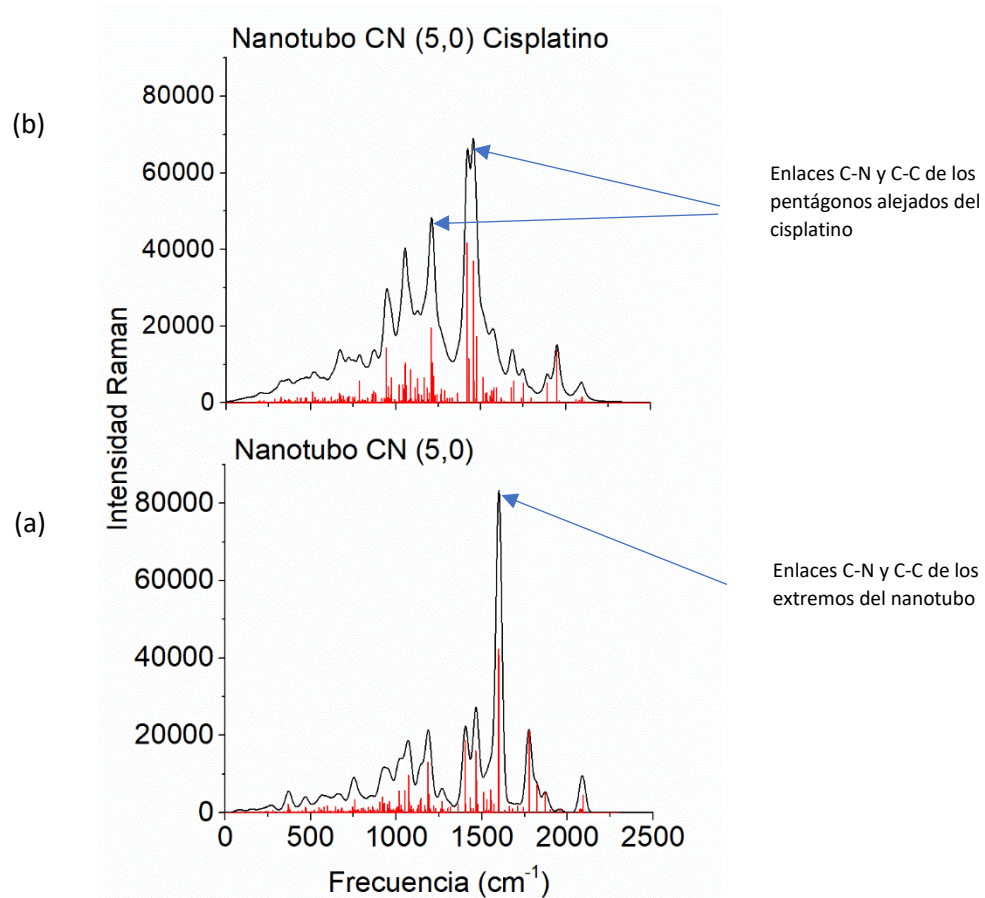 Nanotubo CN (5,0) Cisplatino
(b)
80000
60000
40000
20000
0
Enlaces C-N y C-C de los
pentágonos alejados del
cisplatino
Intensidad Raman
Nanotubo CN (5,0)
(a)
80000
60000
40000
20000
0
Enlaces C-N y C-C de los
extremos del nanotubo
0 500 1000 1500 2000 2500
Frecuencia (cm-1)